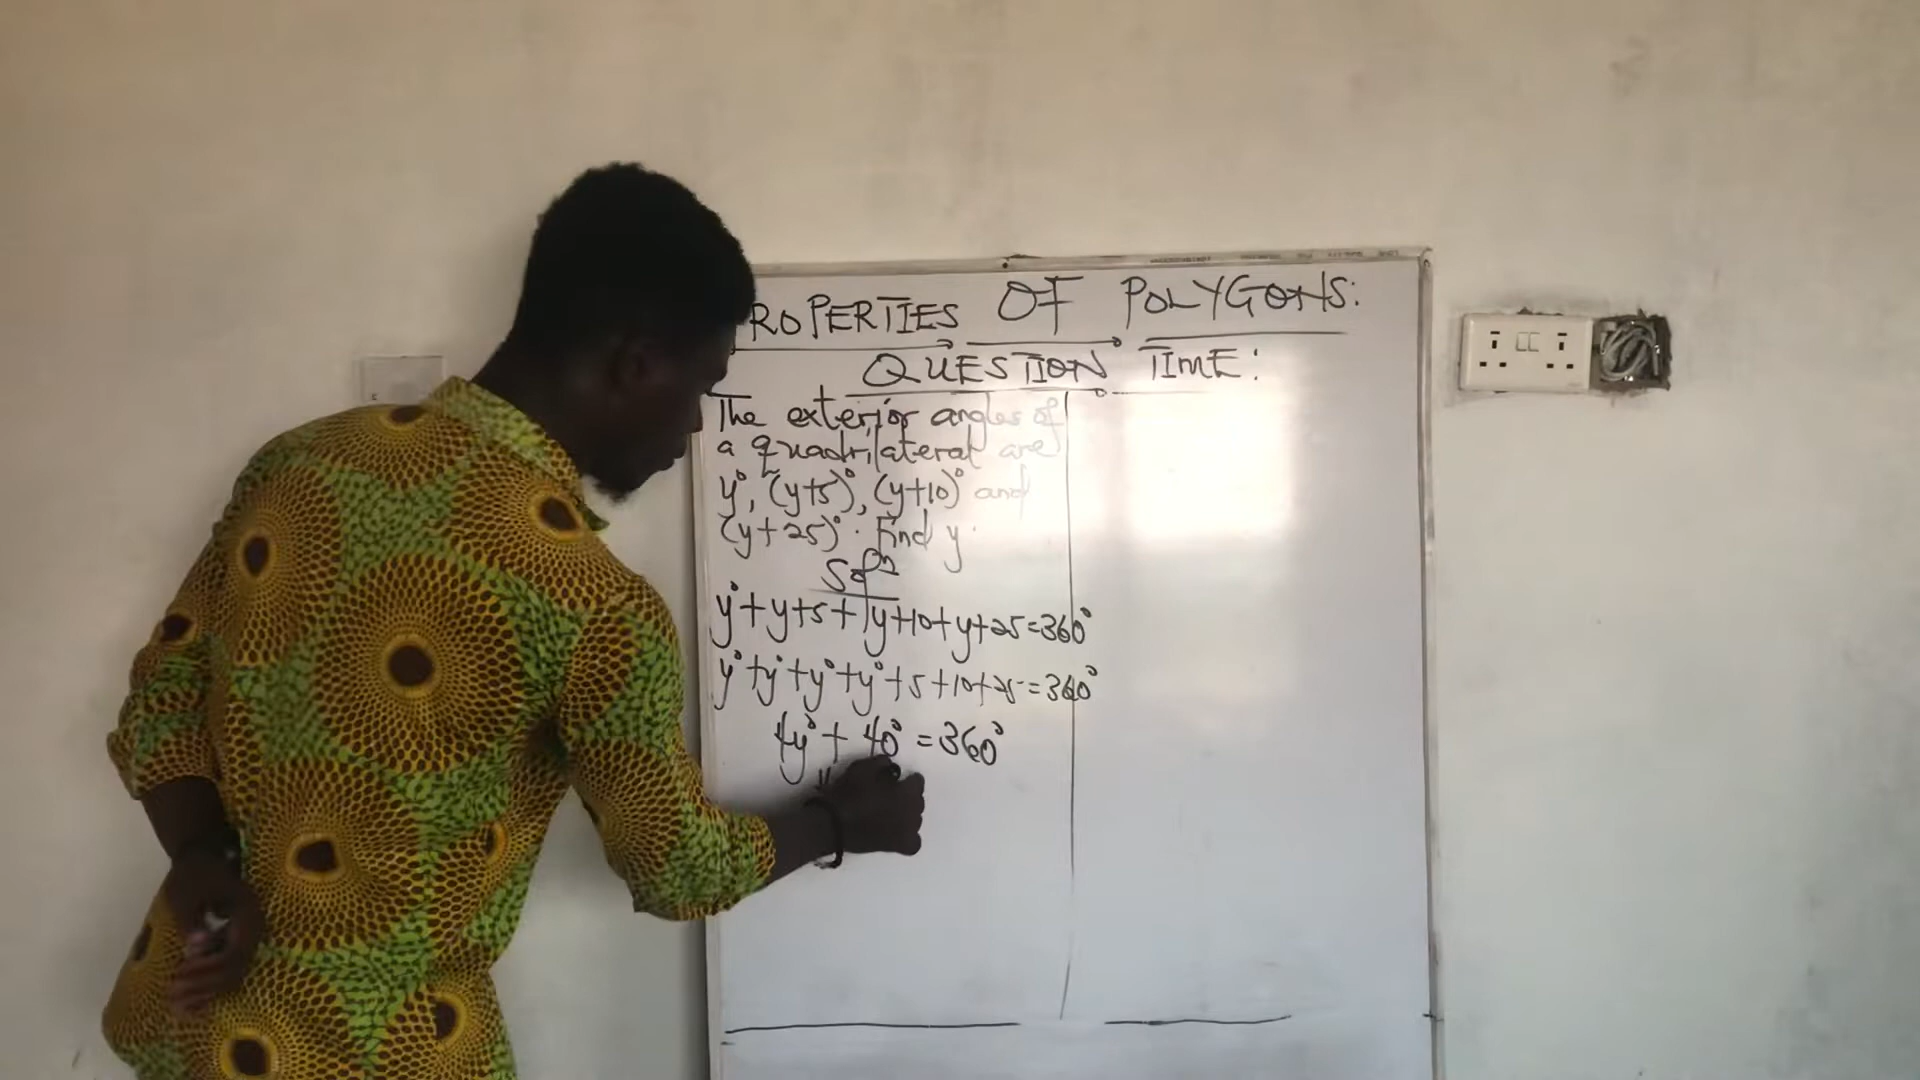 ROPERTIES OF POLYGONS:
QUESTION TIME:
The exterior angles of
a quadrilateral are
y°, (y+5)°, (y+10)° and
(y+25)°. Find y.
Sol^n
y°+y+5+y+10+y+25=360°
y°+y°+y°+y°+5+10+25=360°
4y°+40°=360°